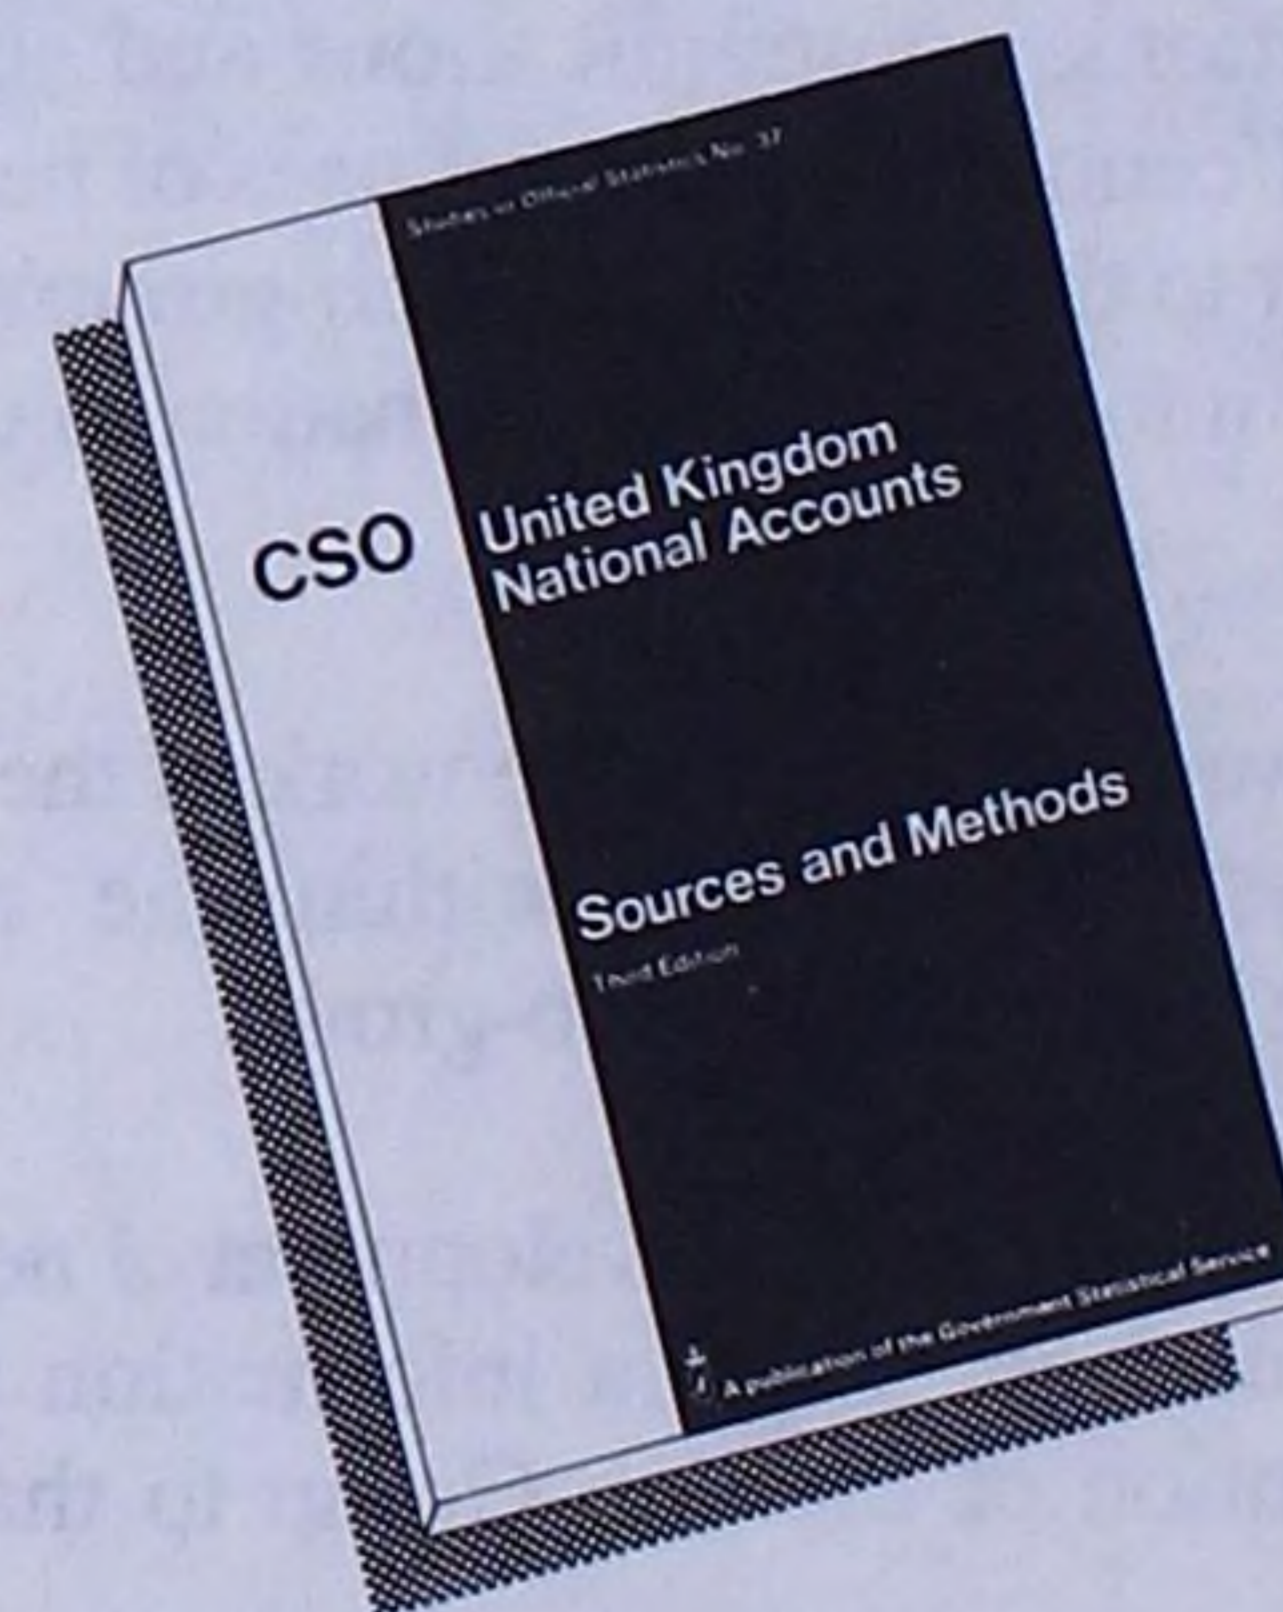 Studies in Official Statistics No. 37
CSO
United Kingdom
National Accounts
Sources and Methods
Third Edition
A publication of the Government Statistical Service